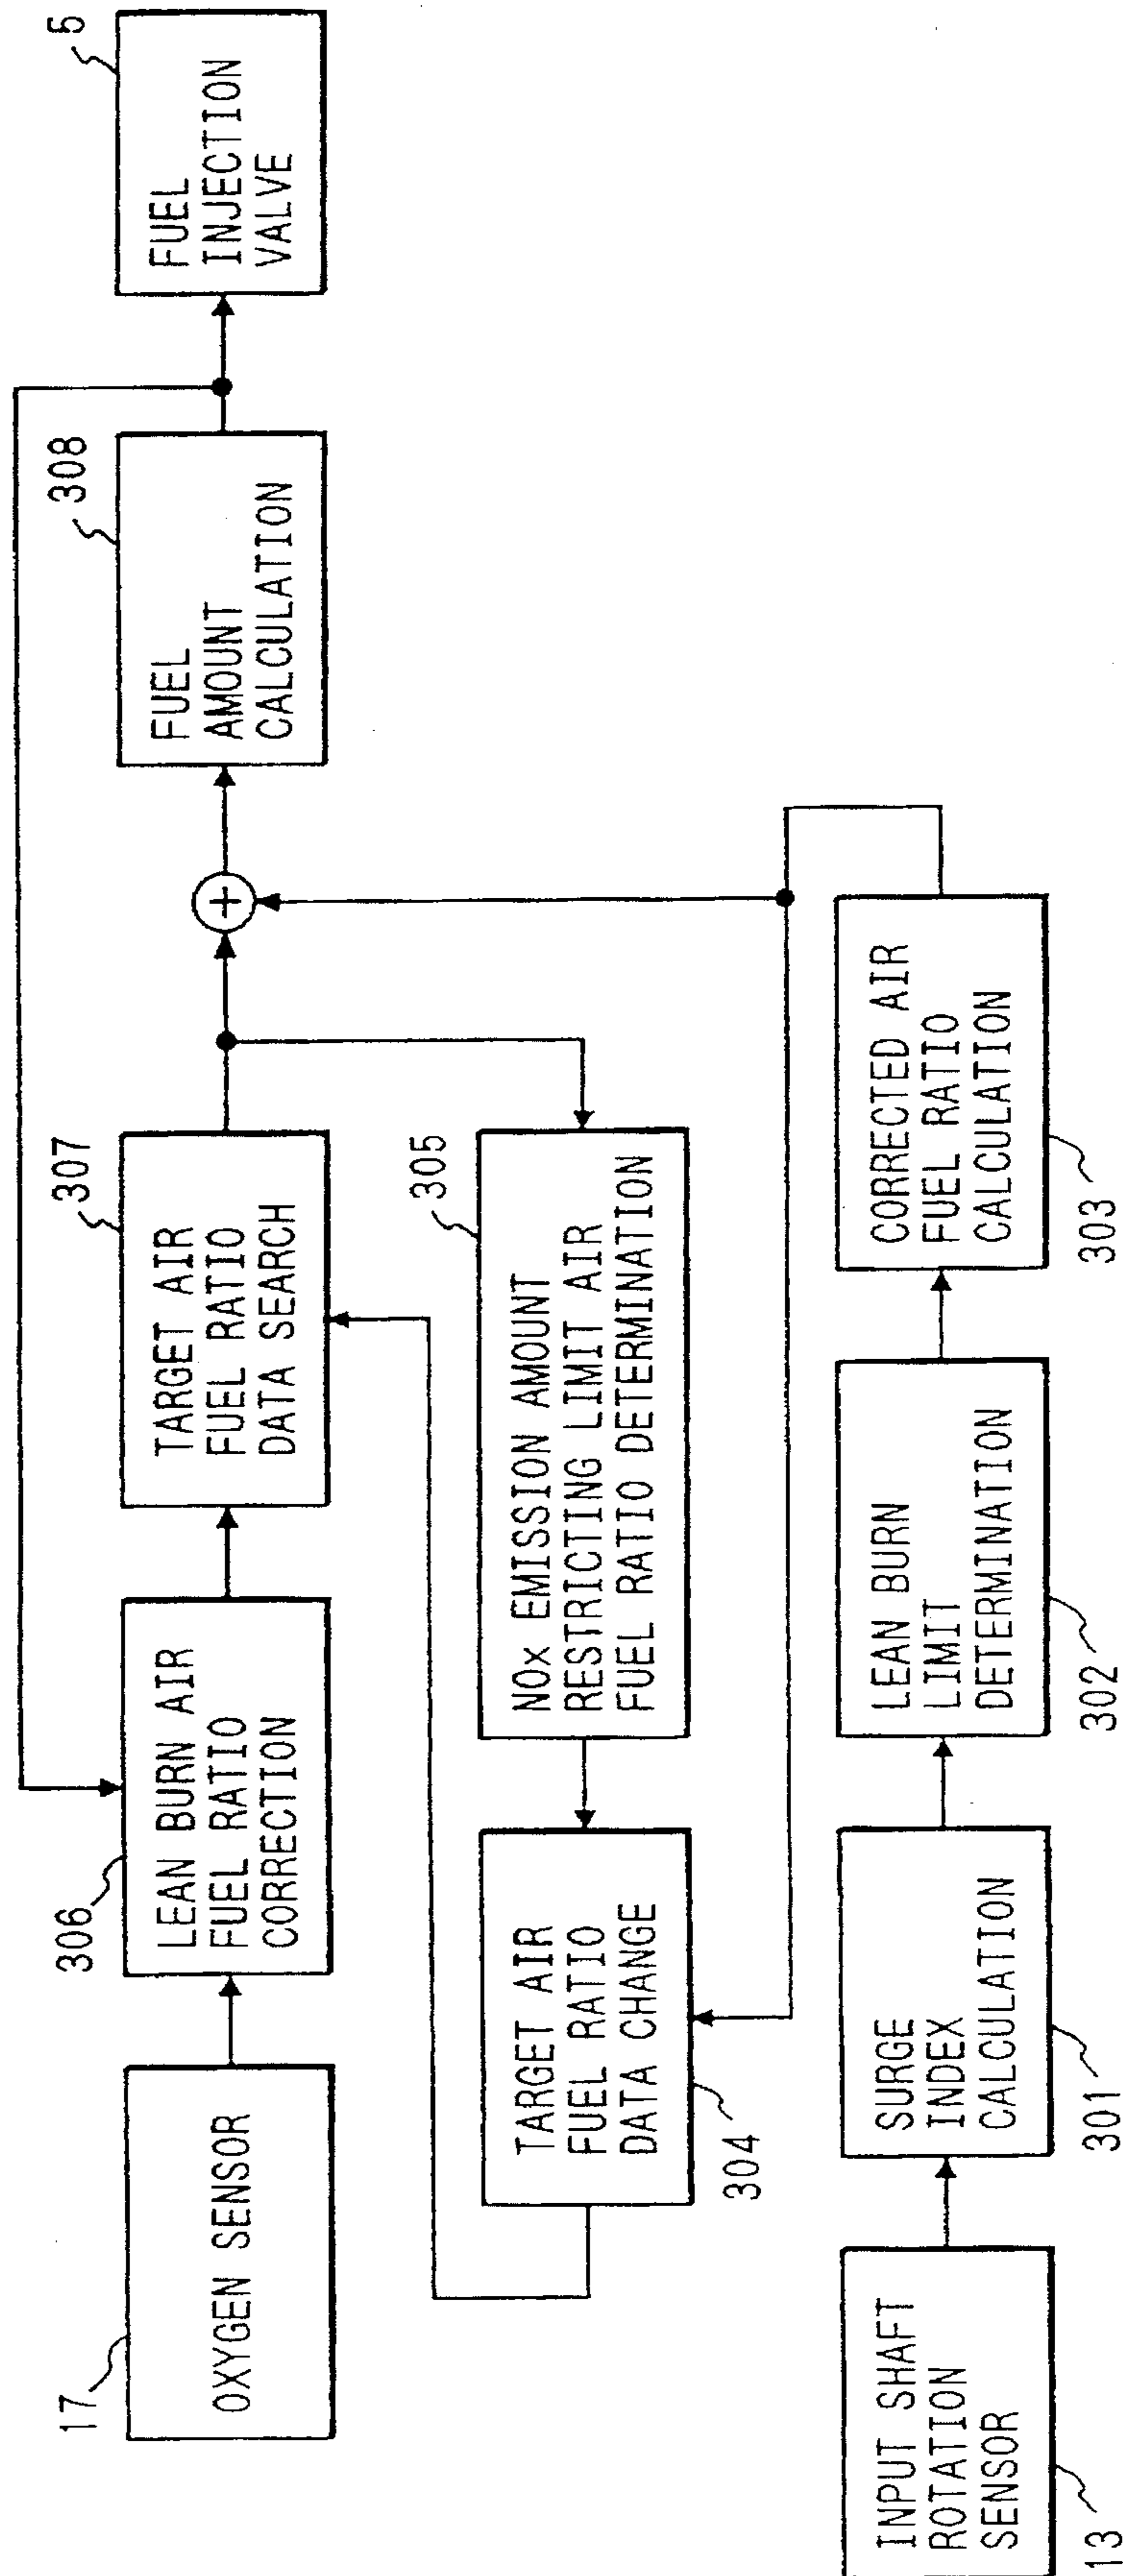 17
OXYGEN SENSOR
306
LEAN BURN AIR
FUEL RATIO
CORRECTION
307
TARGET AIR
FUEL RATIO
DATA SEARCH
+
308
FUEL
AMOUNT
CALCULATION
5
FUEL
INJECTION
VALVE
TARGET AIR
FUEL RATIO
DATA CHANGE
304
305
NOx EMISSION AMOUNT
RESTRICTING LIMIT AIR
FUEL RATIO DETERMINATION
INPUT SHAFT
ROTATION
SENSOR
13
SURGE
INDEX
CALCULATION
301
LEAN BURN
LIMIT
DETERMINATION
302
CORRECTED AIR
FUEL RATIO
CALCULATION
303